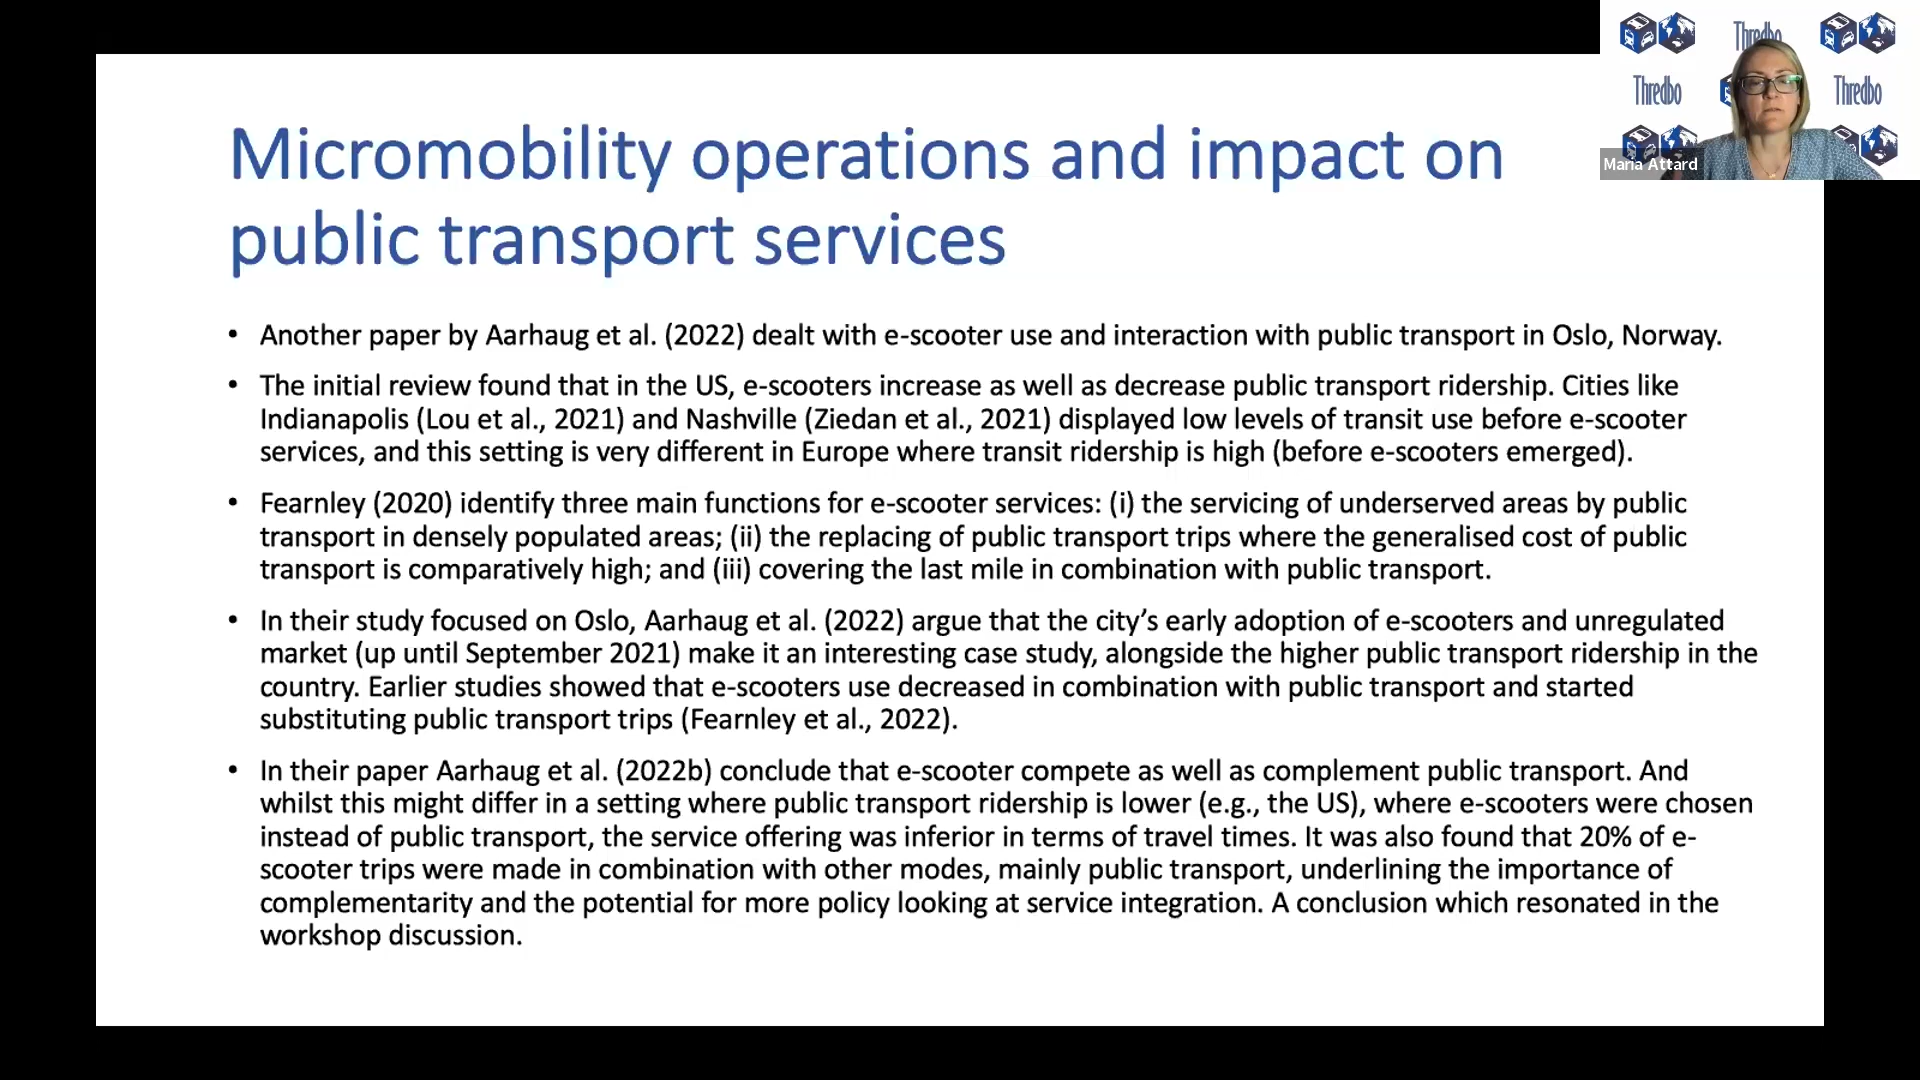 Thredbo
Thredbo
Thredbo
Maria Attard
Micromobility operations and impact on
public transport services
• Another paper by Aarhaug et al. (2022) dealt with e-scooter use and interaction with public transport in Oslo, Norway.
• The initial review found that in the US, e-scooters increase as well as decrease public transport ridership. Cities like
Indianapolis (Lou et al., 2021) and Nashville (Ziedan et al., 2021) displayed low levels of transit use before e-scooter
services, and this setting is very different in Europe where transit ridership is high (before e-scooters emerged).
• Fearnley (2020) identify three main functions for e-scooter services: (i) the servicing of underserved areas by public
transport in densely populated areas; (ii) the replacing of public transport trips where the generalised cost of public
transport is comparatively high; and (iii) covering the last mile in combination with public transport.
• In their study focused on Oslo, Aarhaug et al. (2022) argue that the city’s early adoption of e-scooters and unregulated
market (up until September 2021) make it an interesting case study, alongside the higher public transport ridership in the
country. Earlier studies showed that e-scooters use decreased in combination with public transport and started
substituting public transport trips (Fearnley et al., 2022).
• In their paper Aarhaug et al. (2022b) conclude that e-scooter compete as well as complement public transport. And
whilst this might differ in a setting where public transport ridership is lower (e.g., the US), where e-scooters were chosen
instead of public transport, the service offering was inferior in terms of travel times. It was also found that 20% of e-
scooter trips were made in combination with other modes, mainly public transport, underlining the importance of
complementarity and the potential for more policy looking at service integration. A conclusion which resonated in the
workshop discussion.